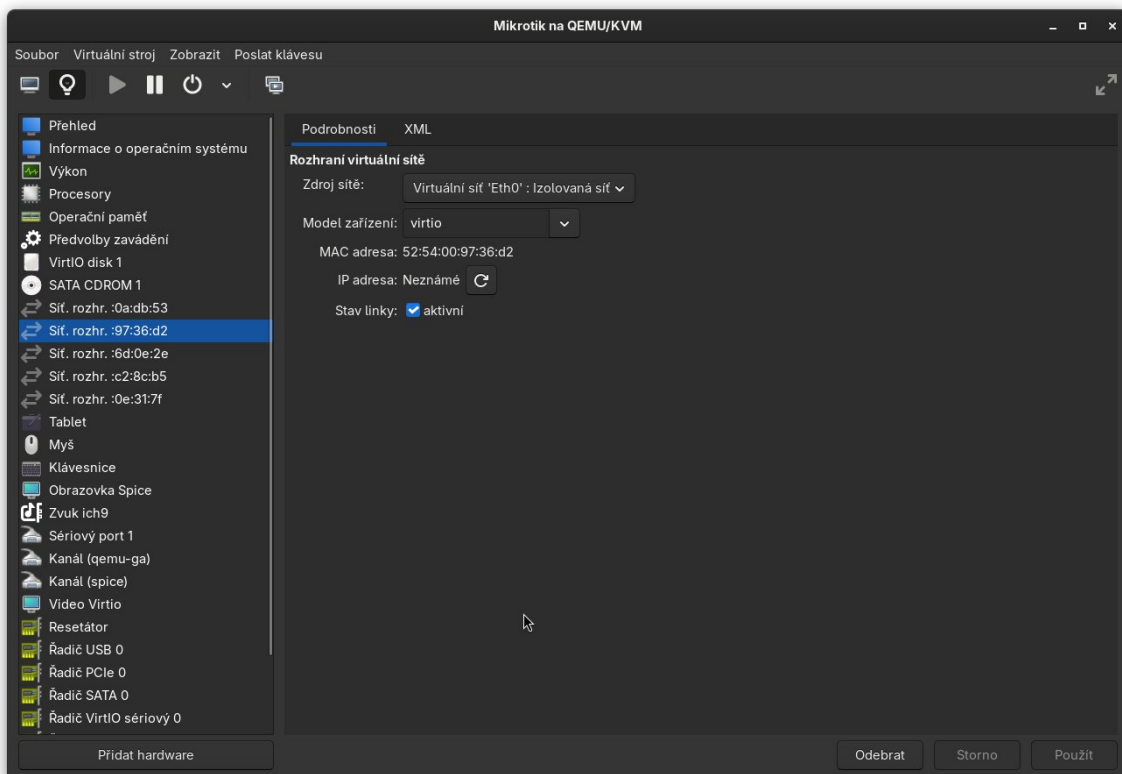 Mikrotik na QEMU/KVM
Soubor Virtuální stroj Zobrazit Poslat klávesu
Přehled
Informace o operačním systému
Výkon
Procesory
Operační paměť
Předvolby zavádění
VirtIO disk 1
SATA CDROM 1
Síť. rozhr. :0a:db:53
Síť. rozhr. :97:36:d2
Síť. rozhr. :6d:0e:2e
Síť. rozhr. :c2:8c:b5
Síť. rozhr. :0e:31:7f
Tablet
Myš
Klávesnice
Obrazovka Spice
Zvuk ich9
Sériový port 1
Kanál (qemu-ga)
Kanál (spice)
Video Virtio
Resetátor
Řadič USB 0
Řadič PCIe 0
Řadič SATA 0
Řadič VirtIO sériový 0
Přidat hardware
Podrobnosti XML
Rozhraní virtuální sítě
Zdroj sítě: Virtuální síť 'Eth0' : Izolovaná síť
Model zařízení: virtio
MAC adresa: 52:54:00:97:36:d2
IP adresa: Neznámé
Stav linky: aktivní
Odebrat Storno Použít